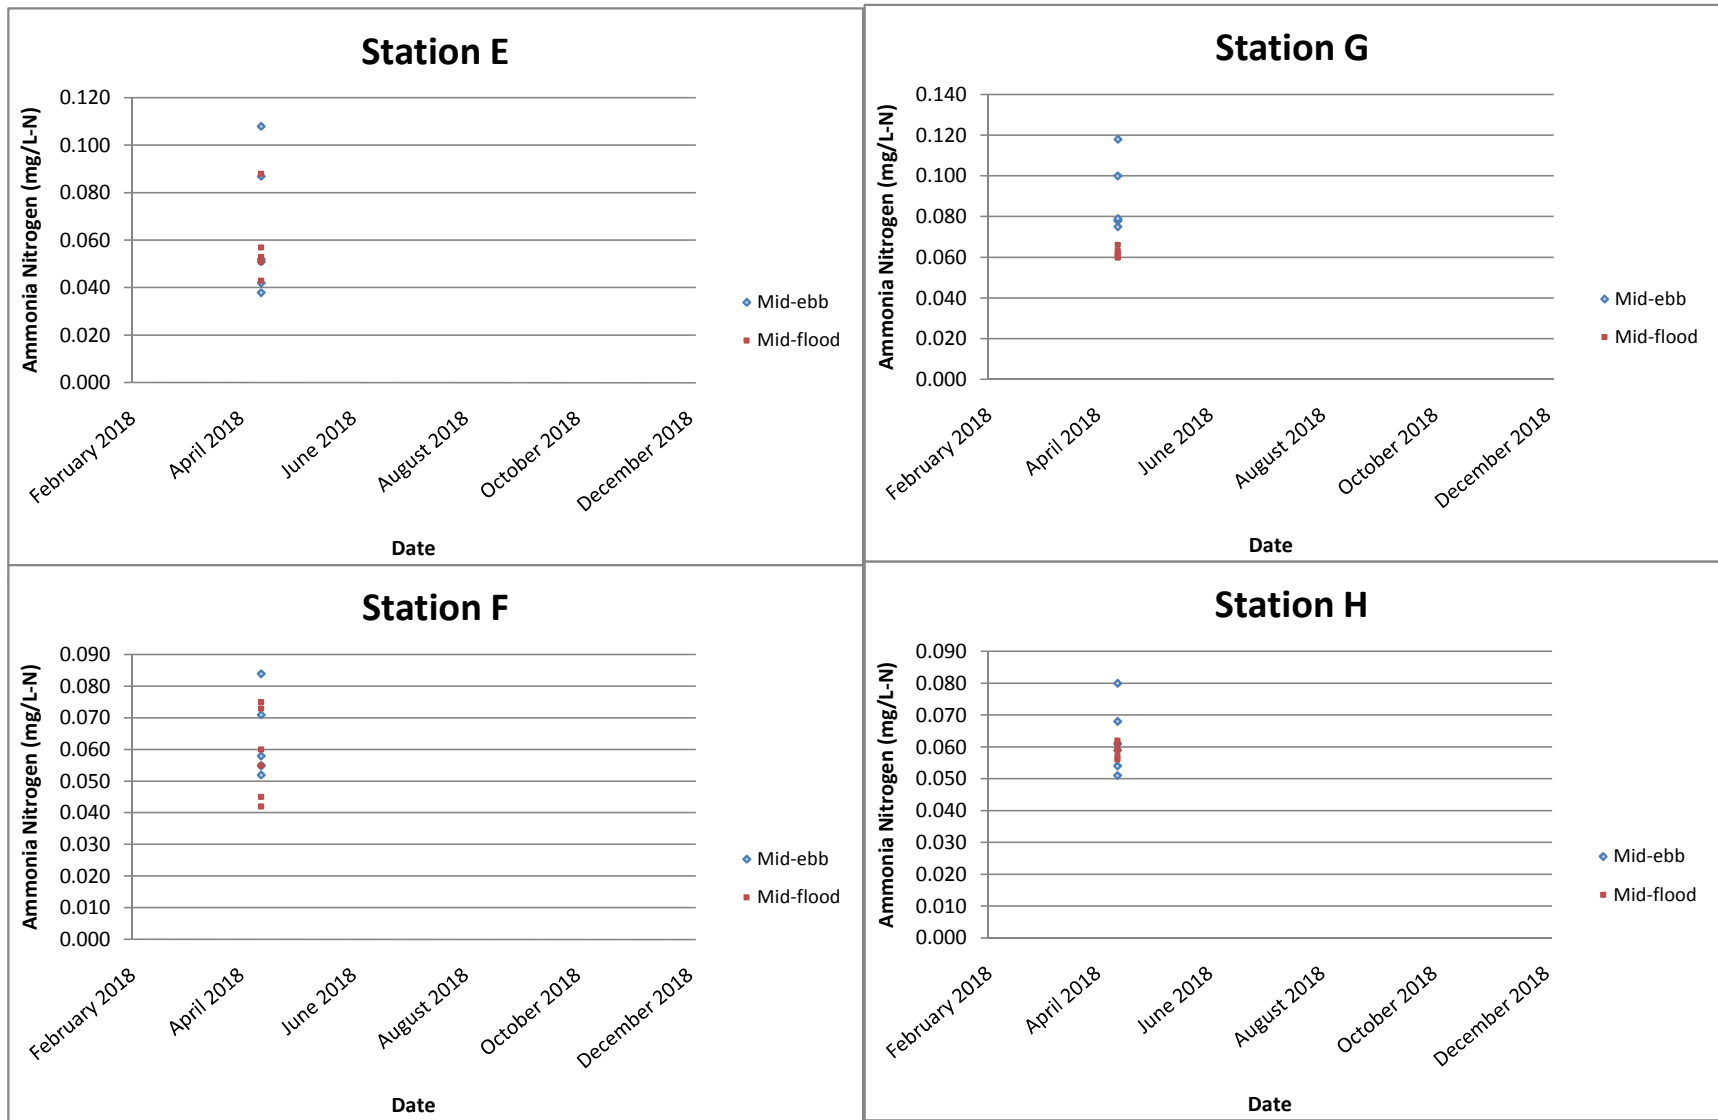 Station E
Ammonia Nitrogen (mg/L-N)
0.120
0.100
0.080
0.060
0.040
0.020
0.000
February 2018
April 2018
June 2018
August 2018
October 2018
December 2018
Date
Mid-ebb
Mid-flood
Station G
Ammonia Nitrogen (mg/L-N)
0.140
0.120
0.100
0.080
0.060
0.040
0.020
0.000
February 2018
April 2018
June 2018
August 2018
October 2018
December 2018
Date
Mid-ebb
Mid-flood
Station F
Ammonia Nitrogen (mg/L-N)
0.090
0.080
0.070
0.060
0.050
0.040
0.030
0.020
0.010
0.000
February 2018
April 2018
June 2018
August 2018
October 2018
December 2018
Date
Mid-ebb
Mid-flood
Station H
Ammonia Nitrogen (mg/L-N)
0.090
0.080
0.070
0.060
0.050
0.040
0.030
0.020
0.010
0.000
February 2018
April 2018
June 2018
August 2018
October 2018
December 2018
Date
Mid-ebb
Mid-flood